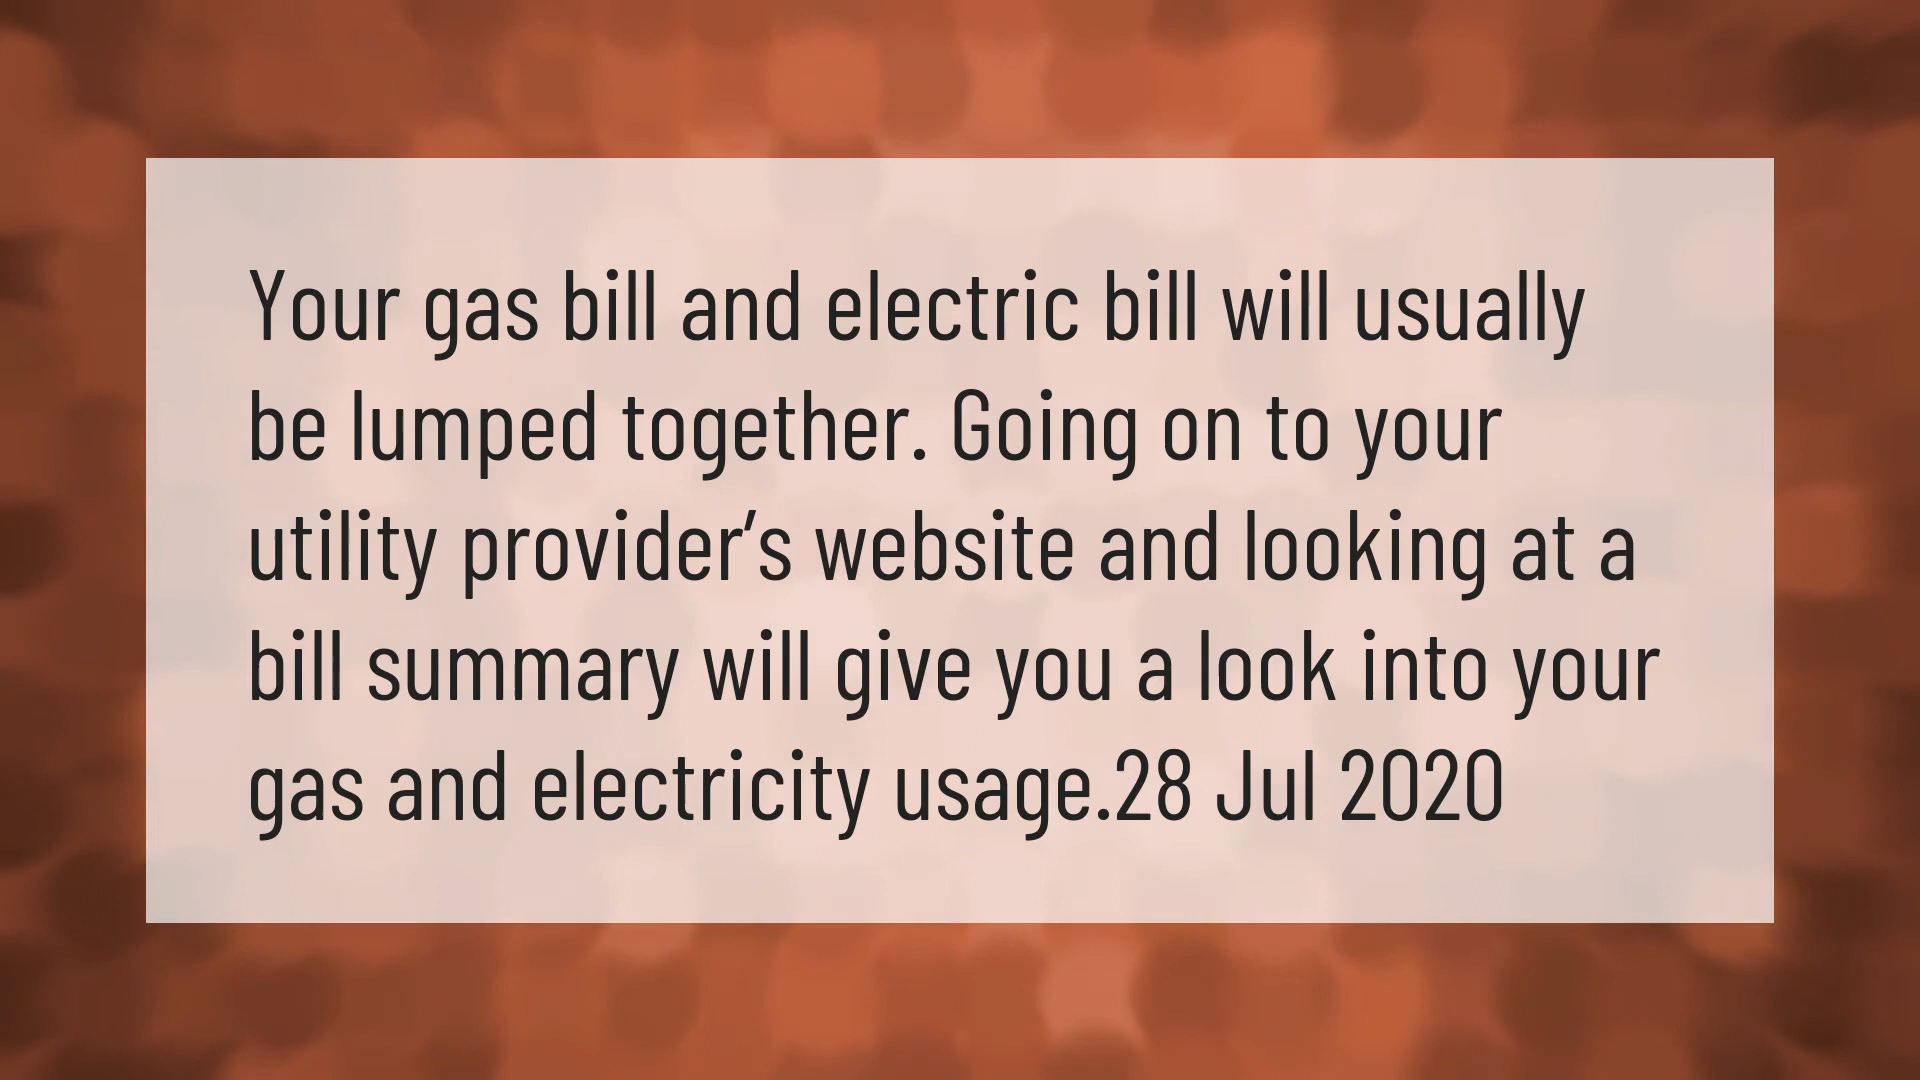 Your gas bill and electric bill will usually
be lumped together. Going on to your
utility provider’s website and looking at a
bill summary will give you a look into your
gas and electricity usage.28 Jul 2020